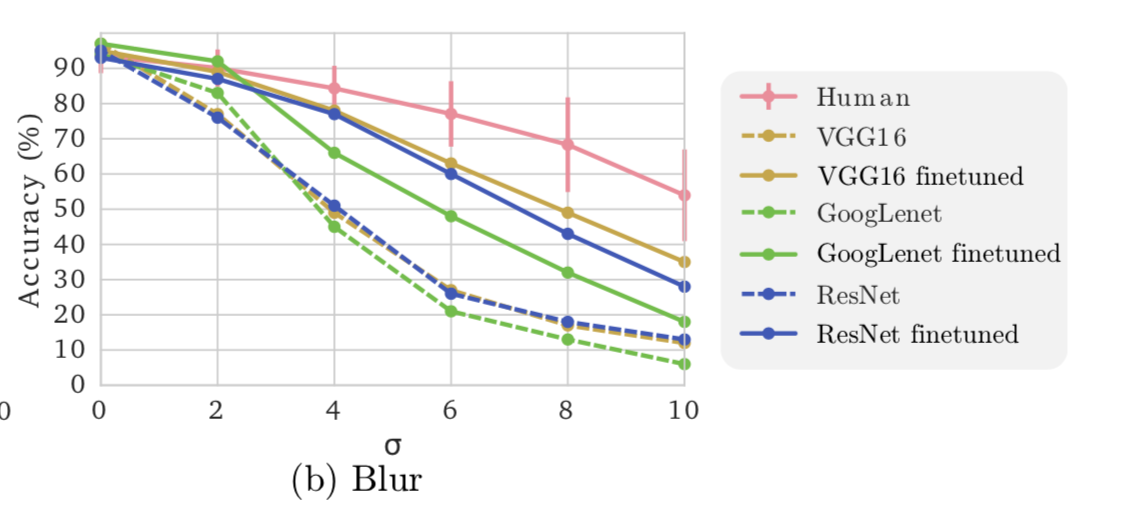 90
80
70
60
50
40
30
20
10
0
Accuracy (%)
0
0 2 4 6 8 10
σ
(b) Blur
Human
VGG16
VGG16 finetuned
GoogLenet
GoogLenet finetuned
ResNet
ResNet finetuned